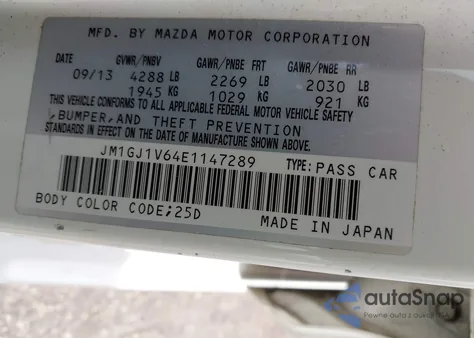 MFD. BY MAZDA MOTOR CORPORATION
DATE GVWR/PNBV GAWR/PNBE FRT GAWR/PNBE RR
09/13 4288 LB 2269 LB 2030 LB
1945 KG 1029 KG 921 KG
THIS VEHICLE CONFORMS TO ALL APPLICABLE FEDERAL MOTOR VEHICLE SAFETY
,BUMPER,AND THEFT PREVENTION
STANDARDS IN EFFECT ON THE DATE OF MANUFACTURE SHOWN ABOVE.
JM1GJ1V64E1147289 TYPE:PASS CAR
BODY COLOR CODE;25D MADE IN JAPAN
autoSnap
Pewne auta z aukcji